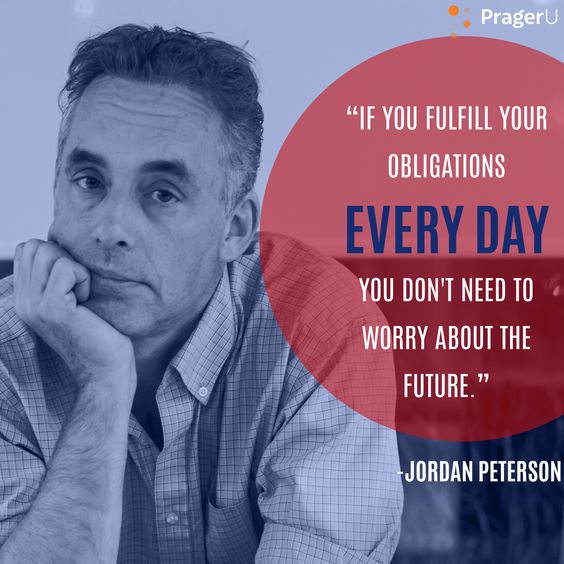 PragerU
“IF YOU FULFILL YOUR
OBLIGATIONS
EVERY DAY
YOU DON'T NEED TO
WORRY ABOUT THE
FUTURE.”
-JORDAN PETERSON